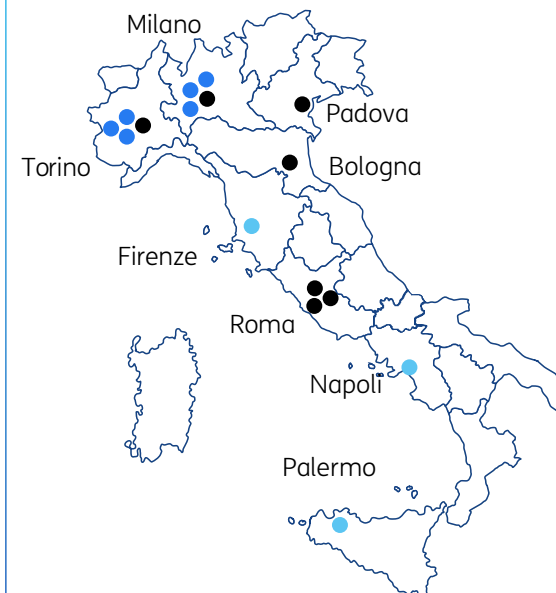 Milano
Padova
Torino
Bologna
Firenze
Roma
Napoli
Palermo